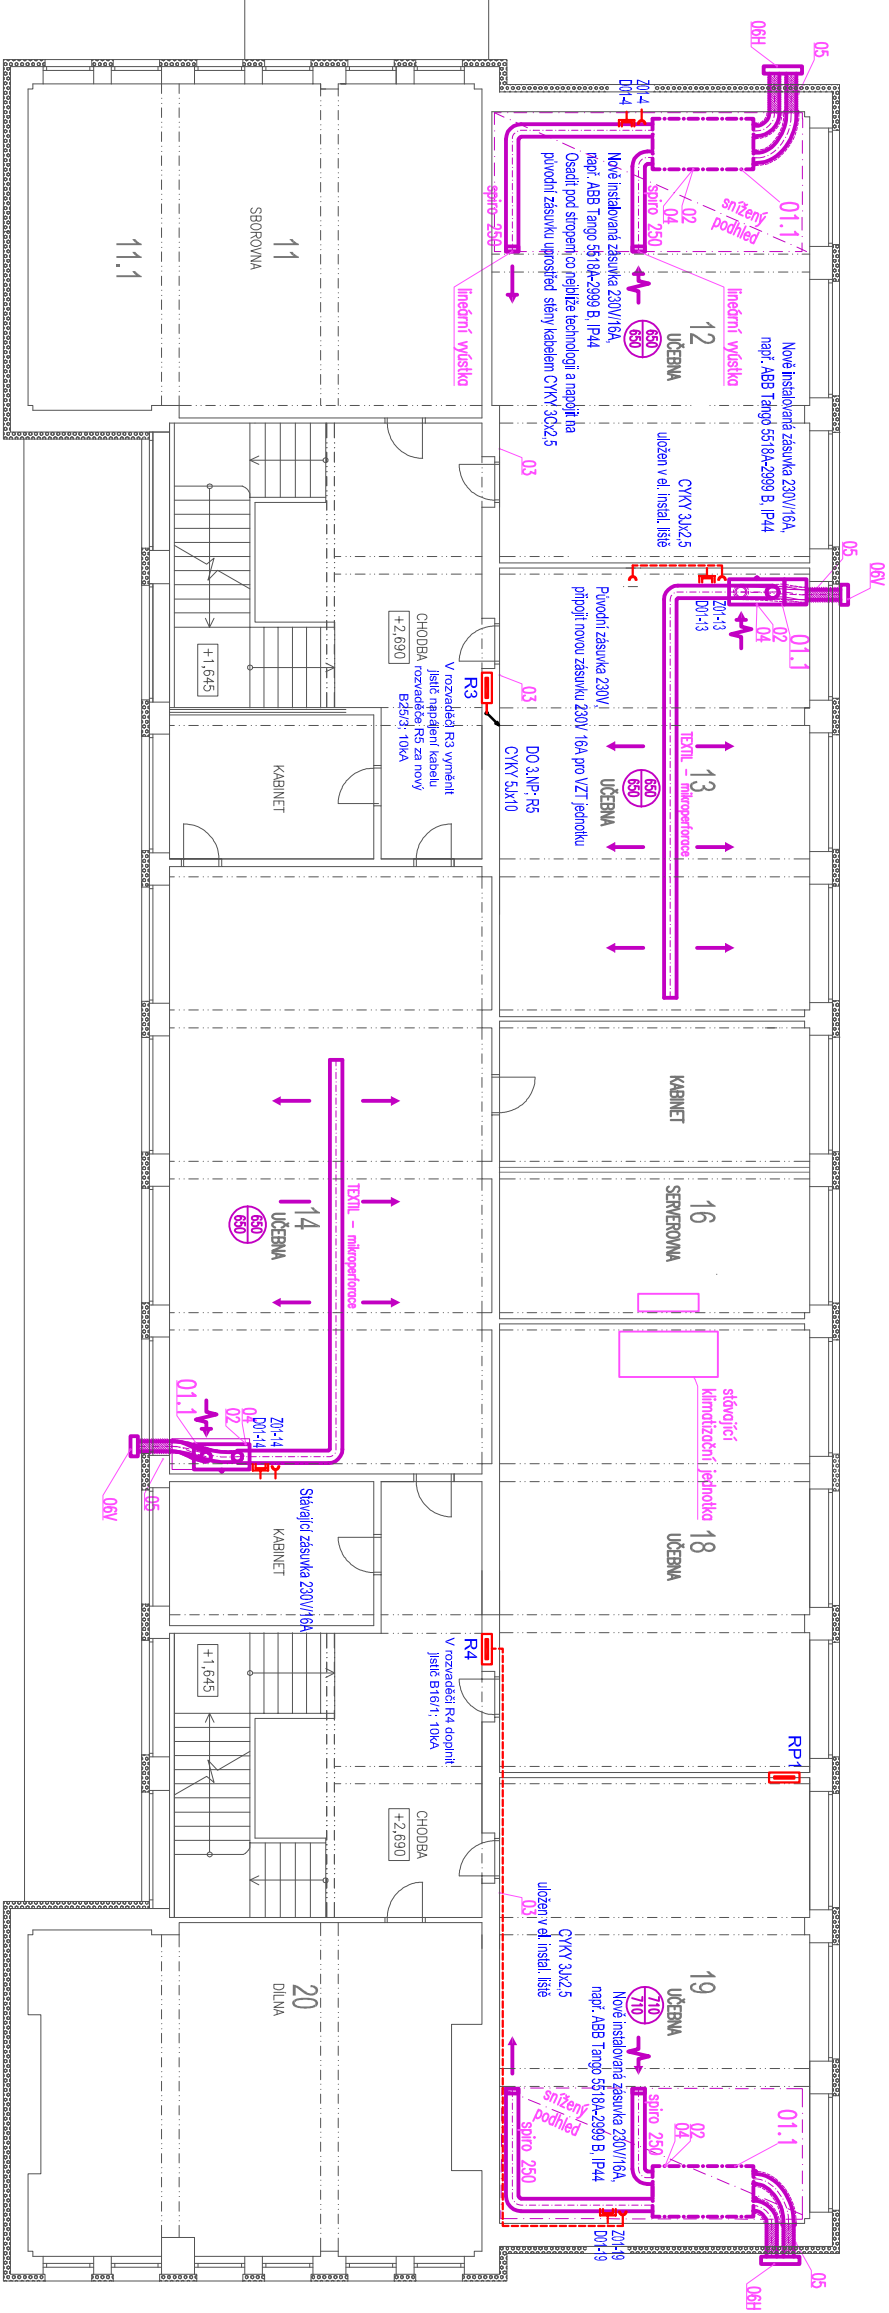 06H
05
Z01-4
D01-4
01.1
02
04
snížený
podhled
spiro 250
spiro 250
lineární vyústka
lineární vyústka
Nově instalovaná zásuvka 230V/16A,
např. ABB Tango 5518A-2999 B, IP44
Osadit pod stropem co nejblíže technologii a napojit na
původní zásuvku uprostřed stěny kabelem CYKY 3Cx2,5
11
SBOROVNA
11.1
12
UČEBNA
650
650
Nově instalovaná zásuvka 230V/16A,
např. ABB Tango 5518A-2999 B, IP44
CYKY 3Jx2,5
uložen v el. instal. liště
03
05
06V
Z01-13
D01-13
01.1
02
04
Původní zásuvka 230V,
připojit novou zásuvku 230V 16A pro VZT jednotku
TEXTIL - mikroperforace
13
UČEBNA
650
650
03
R3
DO 3.NP; R5
CYKY 5Jx10
V rozvaděči R3 vyměnit
jistič napájení kabelu
rozvaděče R5 za nový
B25/3; 10kA
CHODBA
+2,690
+1,645
KABINET
KABINET
16
SERVEROVNA
14
UČEBNA
650
650
TEXTIL - mikroperforace
stávající
klimatizační jednotka
18
UČEBNA
01.1
04
02
Z01-14
D01-14
05
06V
Stávající zásuvka 230V/16A
KABINET
R4
V rozvaděči R4 doplnit
jistič B16/1; 10kA
+1,645
CHODBA
+2,690
RP1
03
CYKY 3Jx2,5
uložen v el. instal. liště
19
UČEBNA
710
710
Nově instalovaná zásuvka 230V/16A,
např. ABB Tango 5518A-2999 B, IP44
20
DÍLNA
snížený
podhled
spiro 250
spiro 250
01.1
02
04
Z01-19
D01-19
05
06H